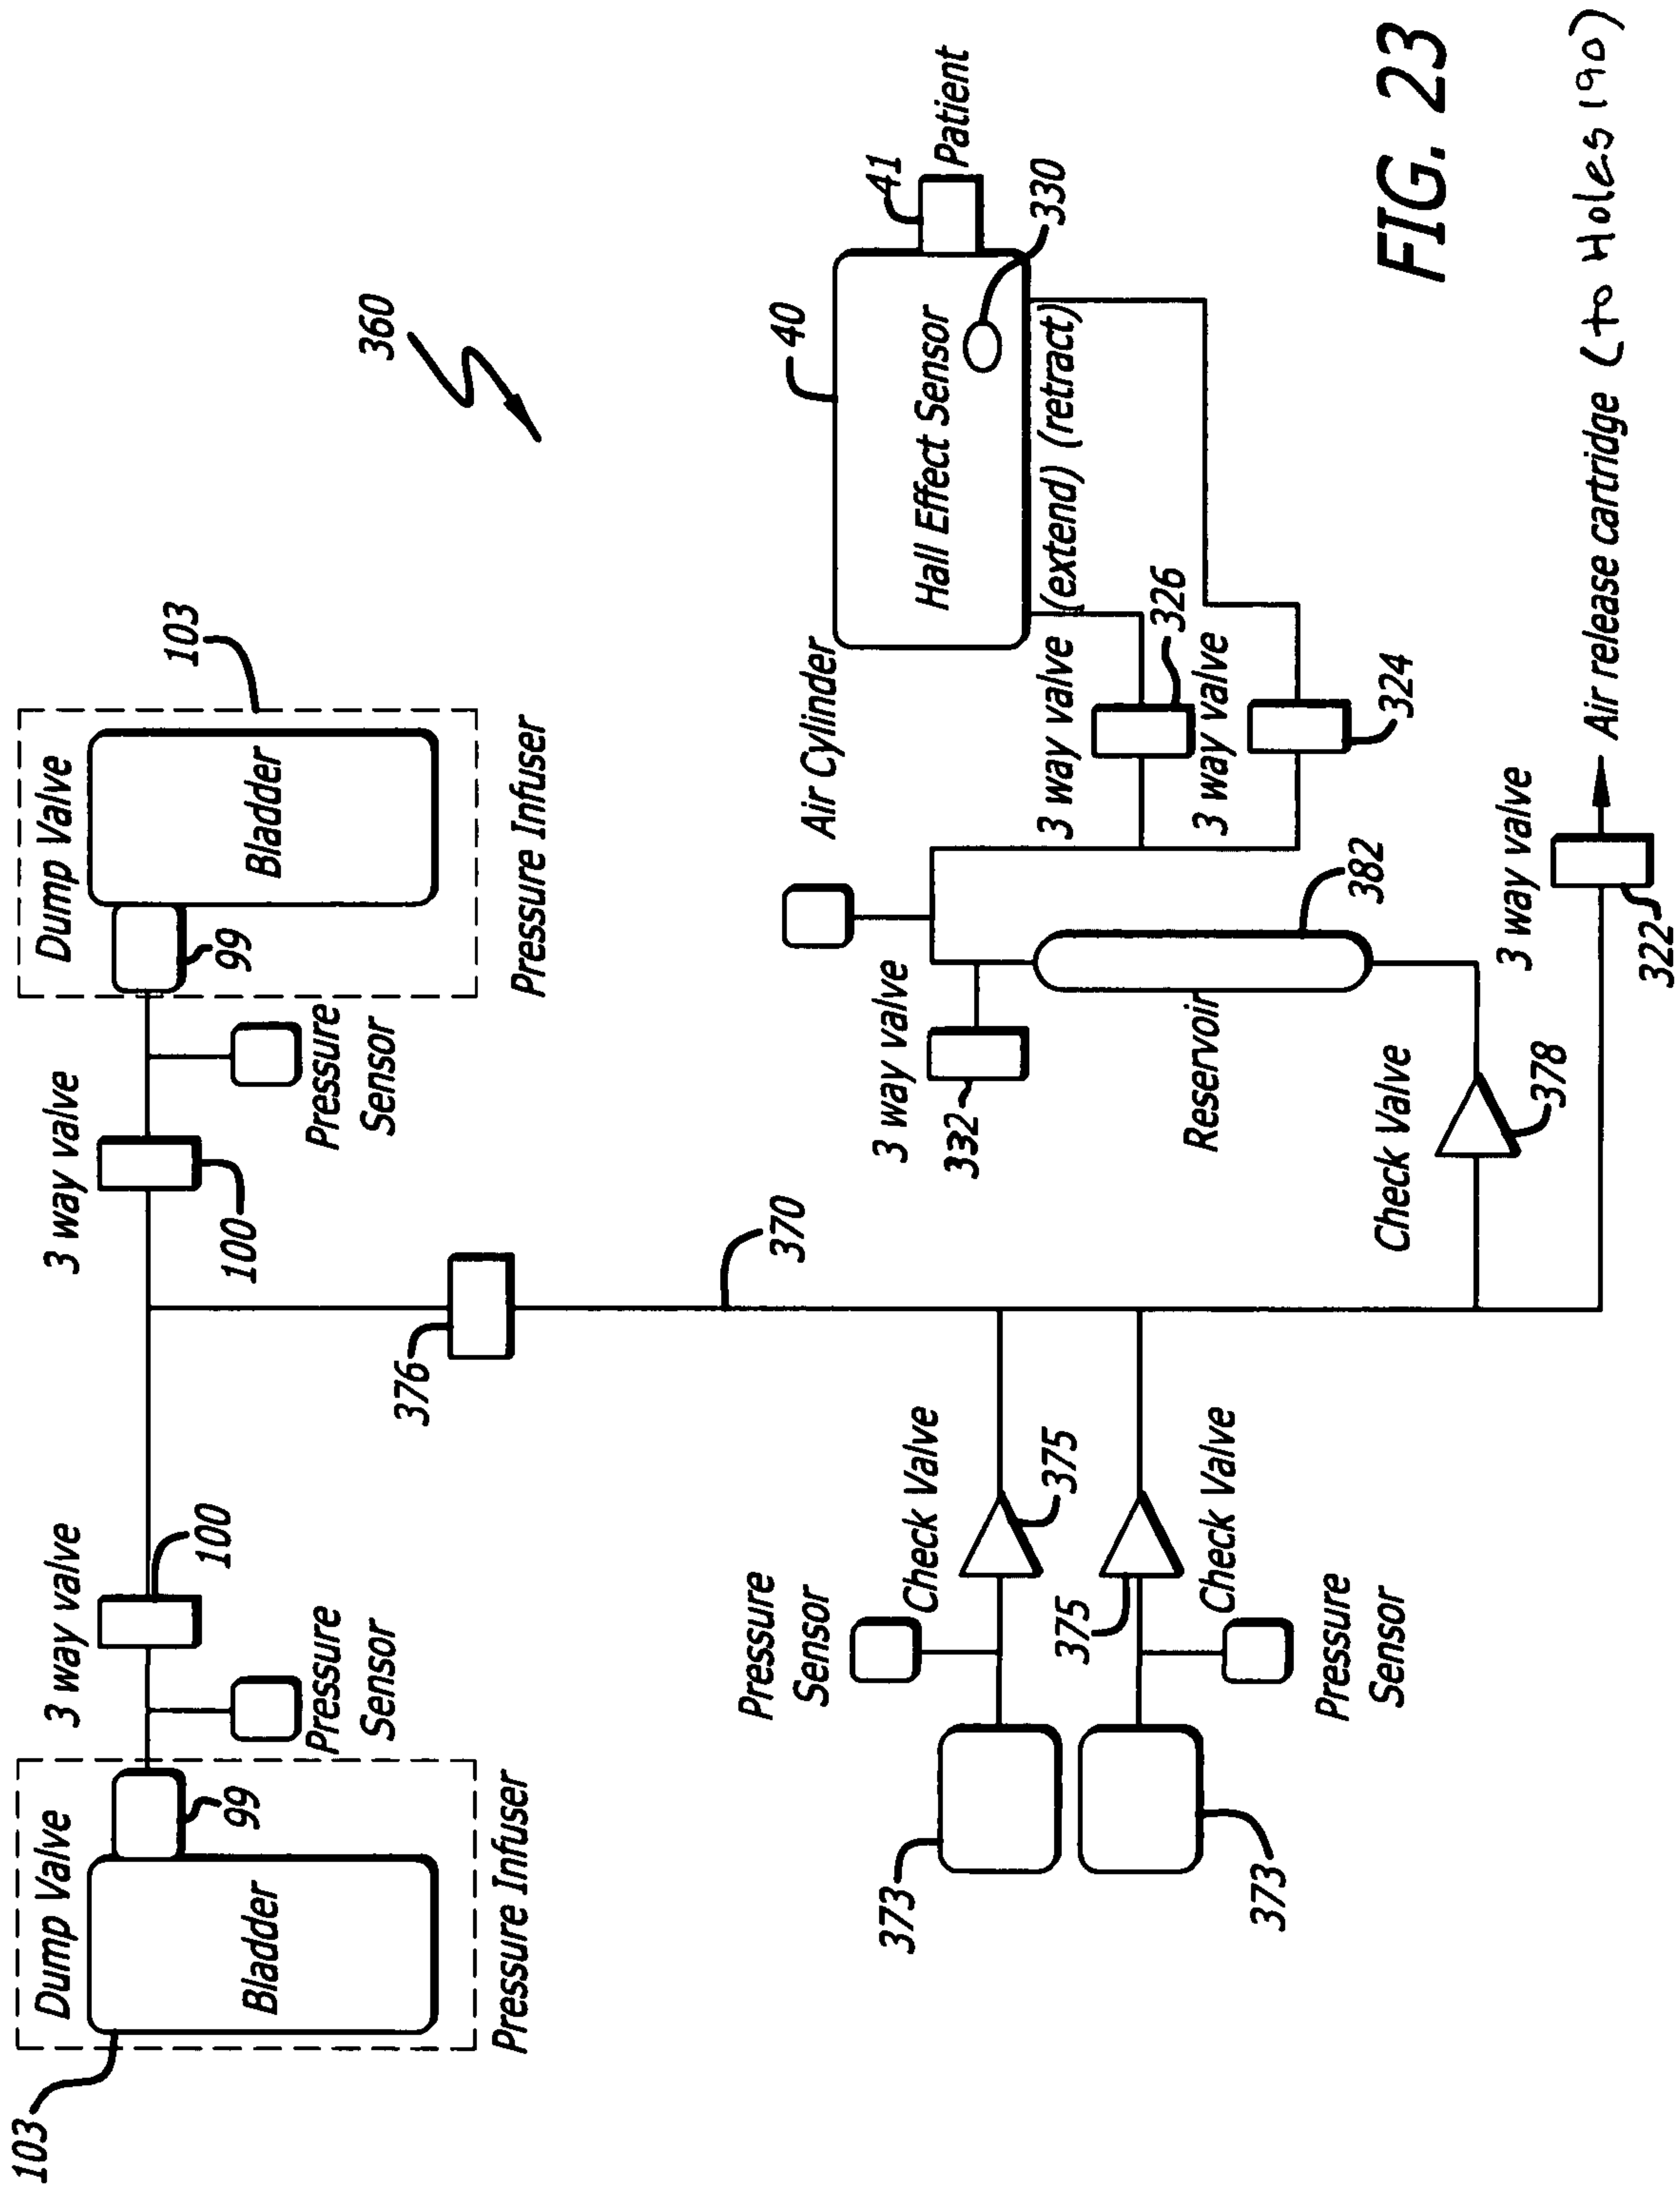 103
Dump Valve
Bladder
99
Pressure Infuser
3 way valve
100
Pressure
Sensor
3 way valve
100
Pressure
Sensor
103
Dump Valve
Bladder
99
Pressure Infuser
360
376
370
373
373
Pressure
Sensor
Check Valve
375
375
Check Valve
Pressure
Sensor
Air Cylinder
40
Hall Effect Sensor
41
Patient
330
(extend) (retract)
3 way valve
326
3 way valve
324
3 way valve
332
Reservoir
382
Check Valve
378
3 way valve
322
Air release cartridge (to Holes 190)
FIG. 23